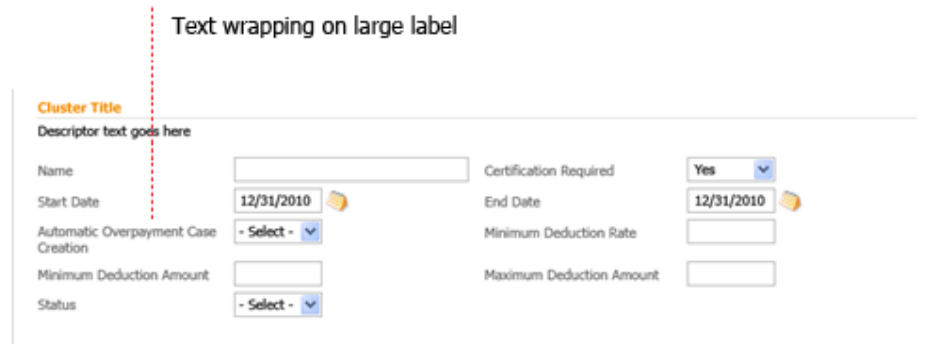 Text wrapping on large label
Cluster Title
Descriptor text goes here
Name
Certification Required Yes
Start Date 12/31/2010
End Date 12/31/2010
Automatic Overpayment Case
Creation
- Select -
Minimum Deduction Rate
Minimum Deduction Amount
Maximum Deduction Amount
Status - Select -